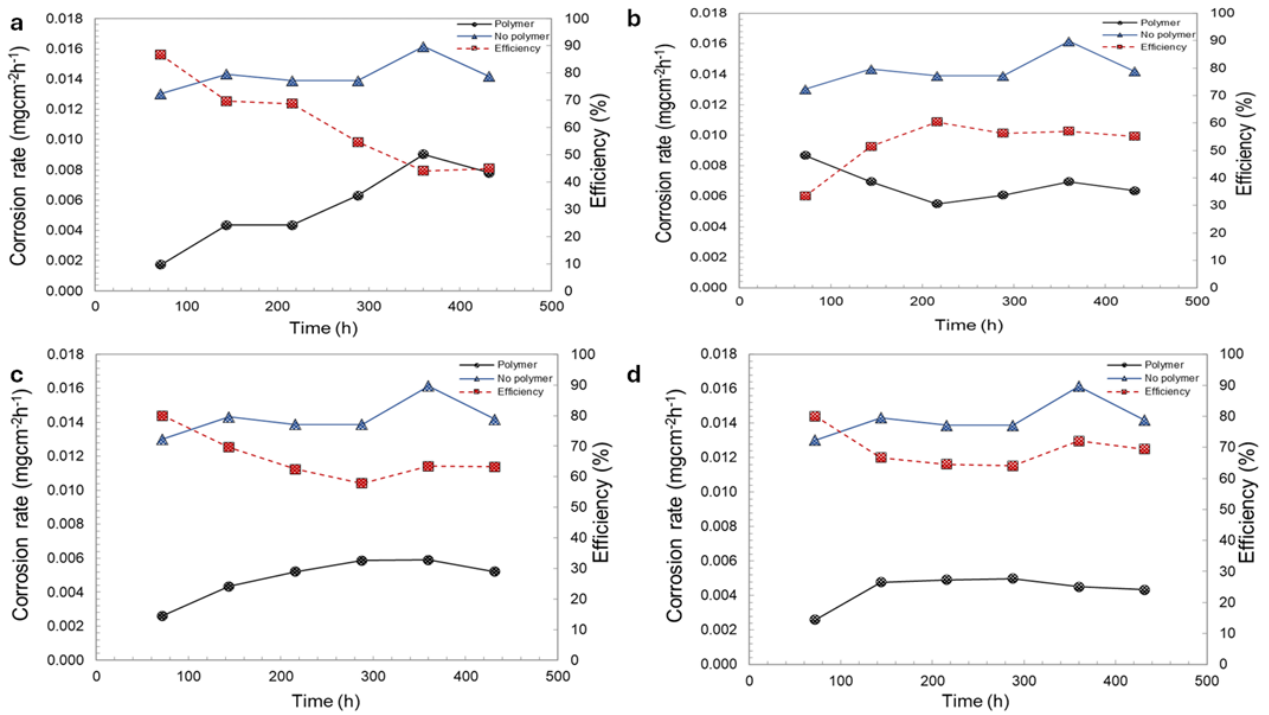 a
Polymer
No polymer
Efficiency
Corrosion rate (mgcm-2h-1)
0.018
0.016
0.014
0.012
0.010
0.008
0.006
0.004
0.002
0.000
100
90
80
70
60
50
40
30
20
10
0
Efficiency (%)
0 100 200 300 400 500
Time (h)
b
Polymer
No polymer
Efficiency
Corrosion rate (mgcm-2h-1)
0.018
0.016
0.014
0.012
0.010
0.008
0.006
0.004
0.002
0.000
100
90
80
70
60
50
40
30
20
10
0
Efficiency (%)
0 100 200 300 400 500
Time (h)
c
Polymer
No polymer
Efficiency
Corrosion rate (mgcm-2h-1)
0.018
0.016
0.014
0.012
0.010
0.008
0.006
0.004
0.002
0.000
100
90
80
70
60
50
40
30
20
10
0
Efficiency (%)
0 100 200 300 400 500
Time (h)
d
Polymer
No polymer
Efficiency
Corrosion rate (mgcm-2h-1)
0.018
0.016
0.014
0.012
0.010
0.008
0.006
0.004
0.002
0.000
100
90
80
70
60
50
40
30
20
10
0
Efficiency (%)
0 100 200 300 400 500
Time (h)